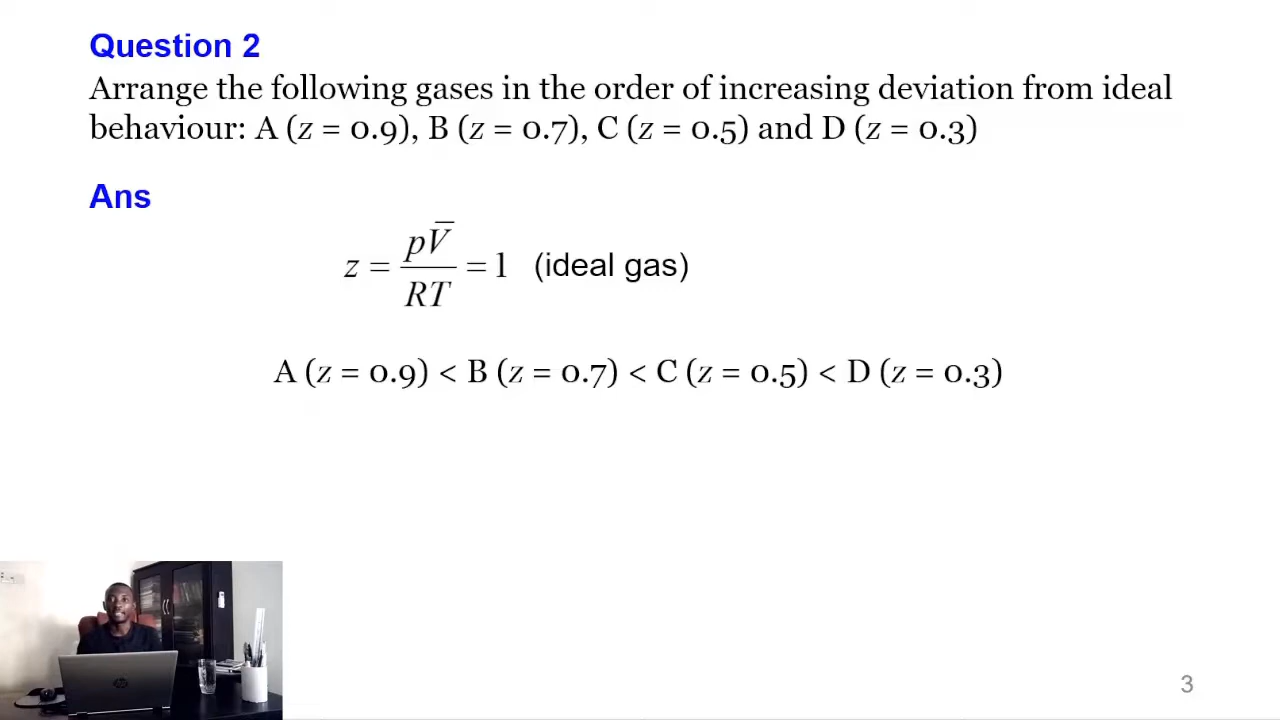 Question 2
Arrange the following gases in the order of increasing deviation from ideal
behaviour: A (z = 0.9), B (z = 0.7), C (z = 0.5) and D (z = 0.3)
Ans
z = pV̅/RT = 1 (ideal gas)
A (z = 0.9) < B (z = 0.7) < C (z = 0.5) < D (z = 0.3)
3